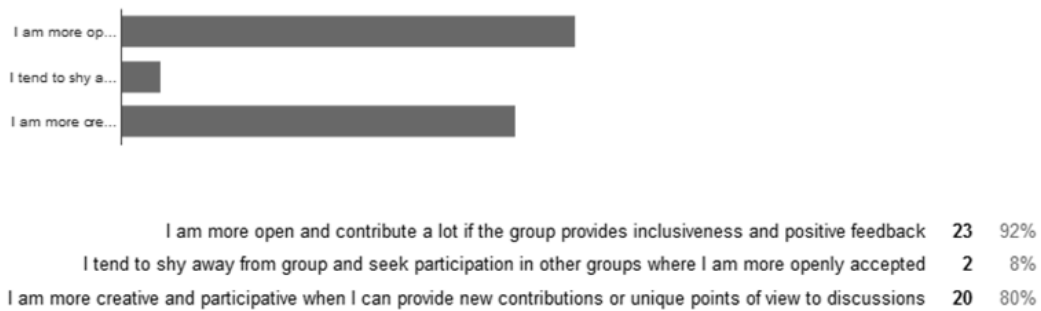 I am more op...
I tend to shy a...
I am more cre...
I am more open and contribute a lot if the group provides inclusiveness and positive feedback 23 92%
I tend to shy away from group and seek participation in other groups where I am more openly accepted 2 8%
I am more creative and participative when I can provide new contributions or unique points of view to discussions 20 80%